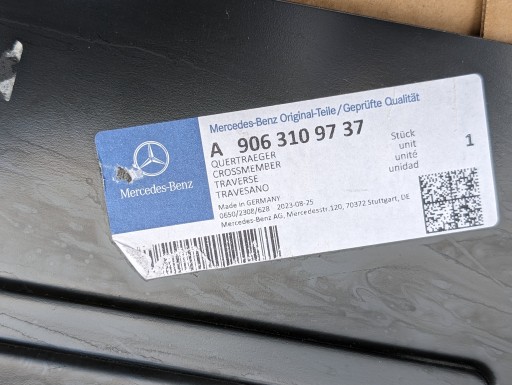 Mercedes-Benz Original-Teile/Geprüfte Qualität
A 906 310 97 37
QUERTRAEGER
CROSSMEMBER
TRAVERSE
TRAVESANO
Stück
unit
unité
unidad
1
Mercedes-Benz
Made in GERMANY
0650/2308/628 2023-08-25
Mercedes-Benz AG, Mercedesstr.120, 70372 Stuttgart, DE